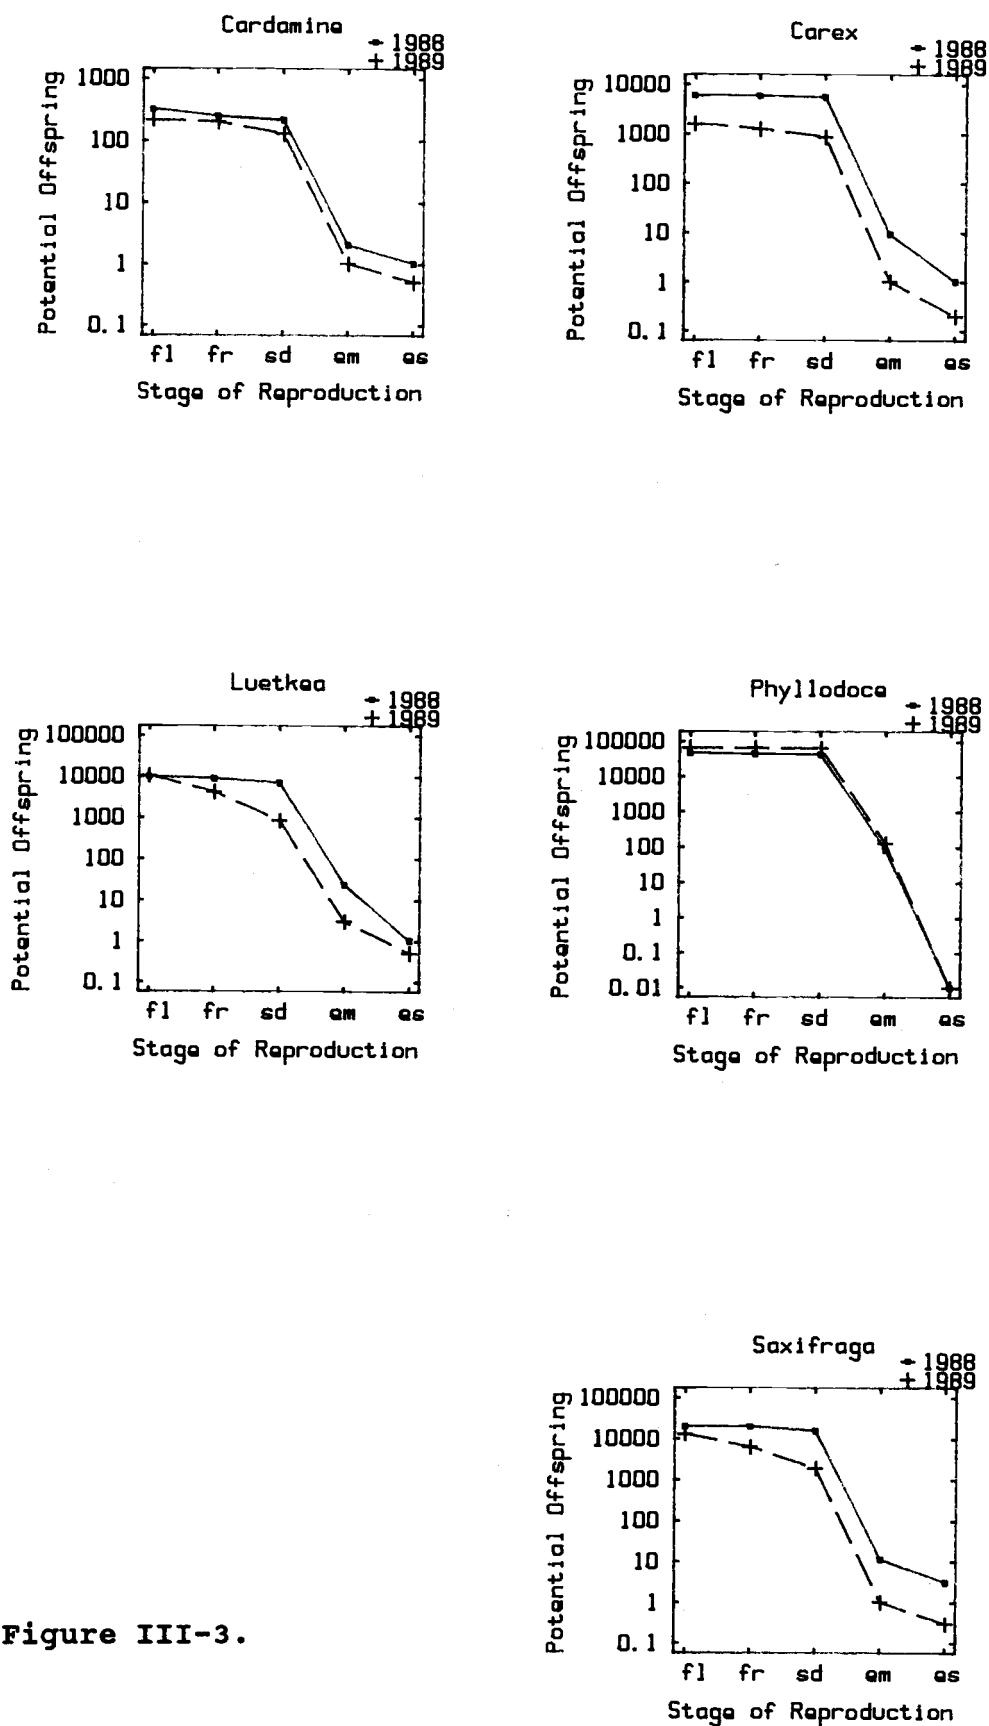 Cardamine
1988
1989
Potential Offspring
1000
100
10
1
0.1
fl fr sd em es
Stage of Reproduction
Carex
1988
1989
Potential Offspring
10000
1000
100
10
1
0.1
fl fr sd em es
Stage of Reproduction
Luetkea
1988
1989
Potential Offspring
100000
10000
1000
100
10
1
0.1
fl fr sd em es
Stage of Reproduction
Phyllodoce
1988
1989
Potential Offspring
100000
10000
1000
100
10
1
0.1
0.01
fl fr sd em es
Stage of Reproduction
Saxifraga
1988
1989
Potential Offspring
100000
10000
1000
100
10
1
0.1
fl fr sd em es
Stage of Reproduction
Figure III-3.